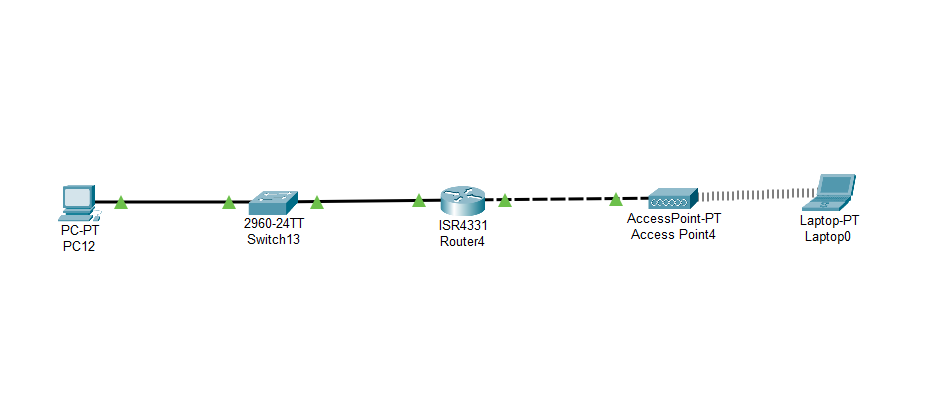 PC-PT
PC12
2960-24TT
Switch13
ISR4331
Router4
AccessPoint-PT
Access Point4
Laptop-PT
Laptop0